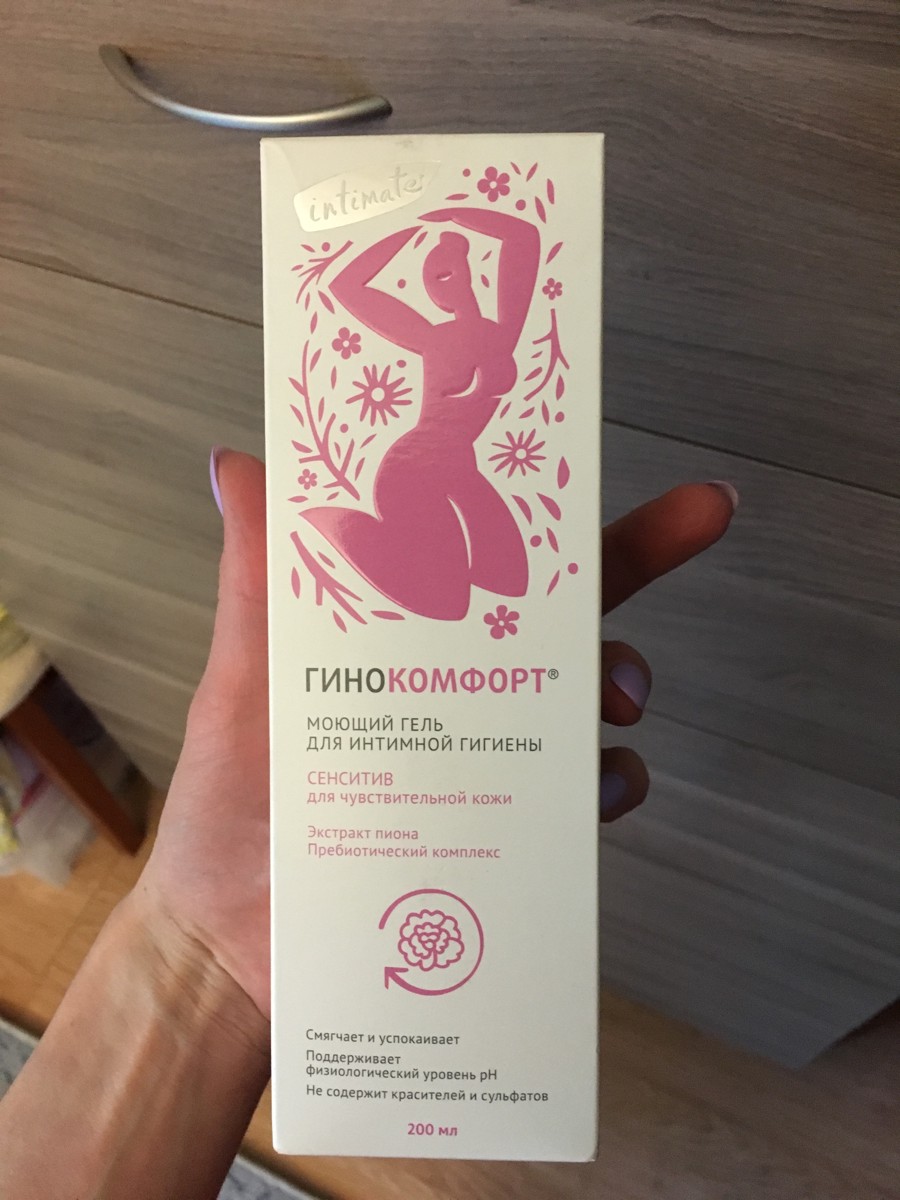 intimate
ГИНОКОМФОРТ®
МОЮЩИЙ ГЕЛЬ
ДЛЯ ИНТИМНОЙ ГИГИЕНЫ
СЕНСИТИВ
для чувствительной кожи
Экстракт пиона
Пребиотический комплекс
Смягчает и успокаивает
Поддерживает
физиологический уровень pH
Не содержит красителей и сульфатов
200 мл